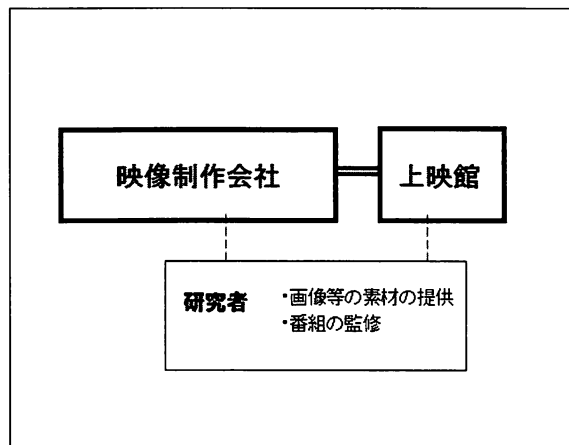 映像制作会社
上映館
研究者
・画像等の素材の提供
・番組の監修